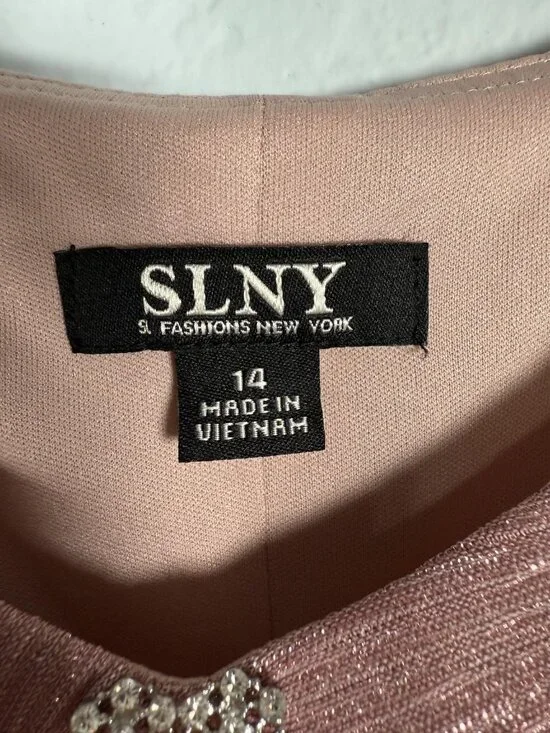 SLNY
SL FASHIONS NEW YORK
14
MADE IN
VIETNAM